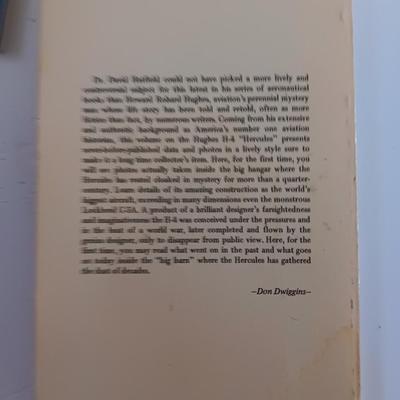 Dr. David Hatfield could not have picked a more lively and
controversial subject for this latest in his series of aeronautical
books than Howard Robard Hughes, aviation's perennial mystery
man whose life story has been told and retold, often as more
fiction than fact, by numerous writers. Coming from his extensive
and authentic background as America's number one aviation
historian, this volume on the Hughes H-4 "Hercules" presents
never-before-published data and photos in a lively style sure to
make it a long time collector's item. Here, for the first time, you
will see photos actually taken inside the big hangar where the
Hercules has rested cloaked in mystery for more than a quarter-
century. Learn details of its amazing construction as the world's
biggest aircraft, exceeding in many dimensions even the monstrous
Lockheed C-5A. A product of a brilliant designer's farsightedness
and imaginativeness the H-4 was conceived under the pressures and
in the heat of a world war, later completed and flown by the
genius designer, only to disappear from public view. Here, for the
first time, you may read what went on in the past and what goes
on today inside the "big barn" where the Hercules has gathered
the dust of decades.
--Don Dwiggins--